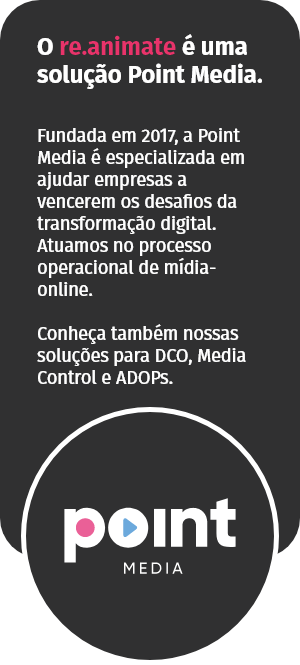 O re.animate é uma
solução Point Media.
Fundada em 2017, a Point
Media é especializada em
ajudar empresas a
vencerem os desafios da
transformação digital.
Atuamos no processo
operacional de mídia-
online.
Conheça também nossas
soluções para DCO, Media
Control e ADOPs.
point
MEDIA